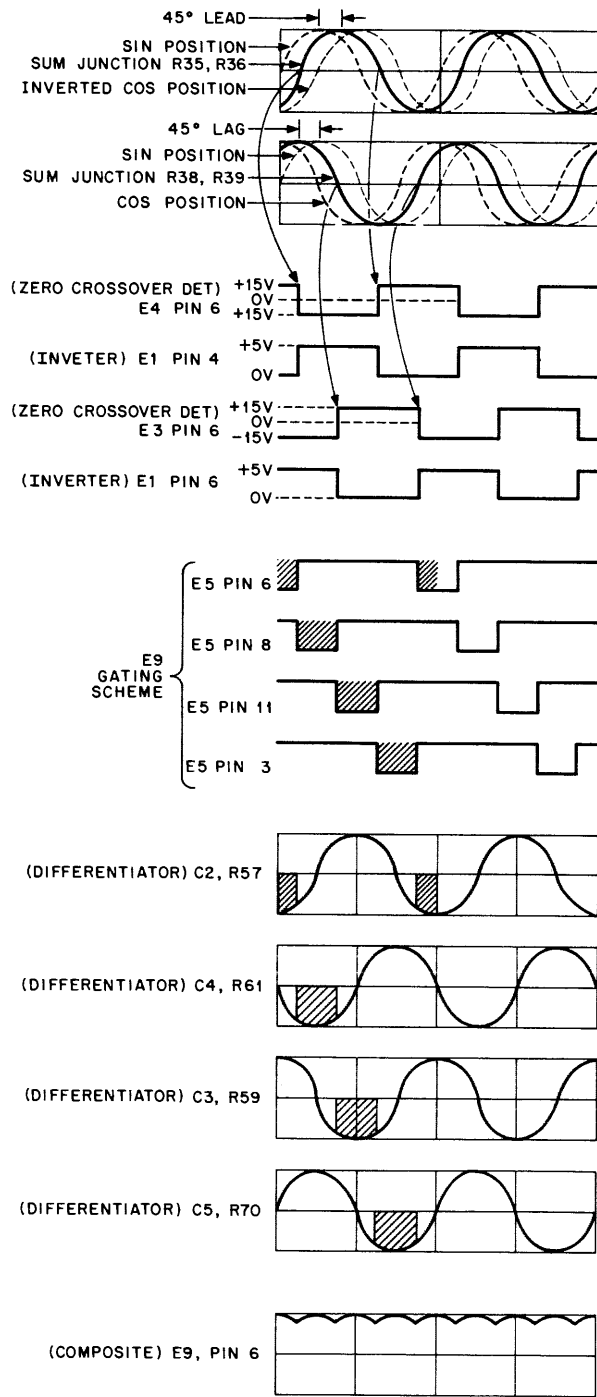 45° LEAD
SIN POSITION
SUM JUNCTION R35, R36
INVERTED COS POSITION
45° LAG
SIN POSITION
SUM JUNCTION R38, R39
COS POSITION
(ZERO CROSSOVER DET)
E4 PIN 6
+15V
0V
+15V
(INVETER) E1 PIN 4
+5V
0V
(ZERO CROSSOVER DET)
E3 PIN 6
+15V
0V
-15V
(INVERTER) E1 PIN 6
+5V
0V
E9
GATING
SCHEME
E5 PIN 6
E5 PIN 8
E5 PIN 11
E5 PIN 3
(DIFFERENTIATOR) C2, R57
(DIFFERENTIATOR) C4, R61
(DIFFERENTIATOR) C3, R59
(DIFFERENTIATOR) C5, R70
(COMPOSITE) E9, PIN 6